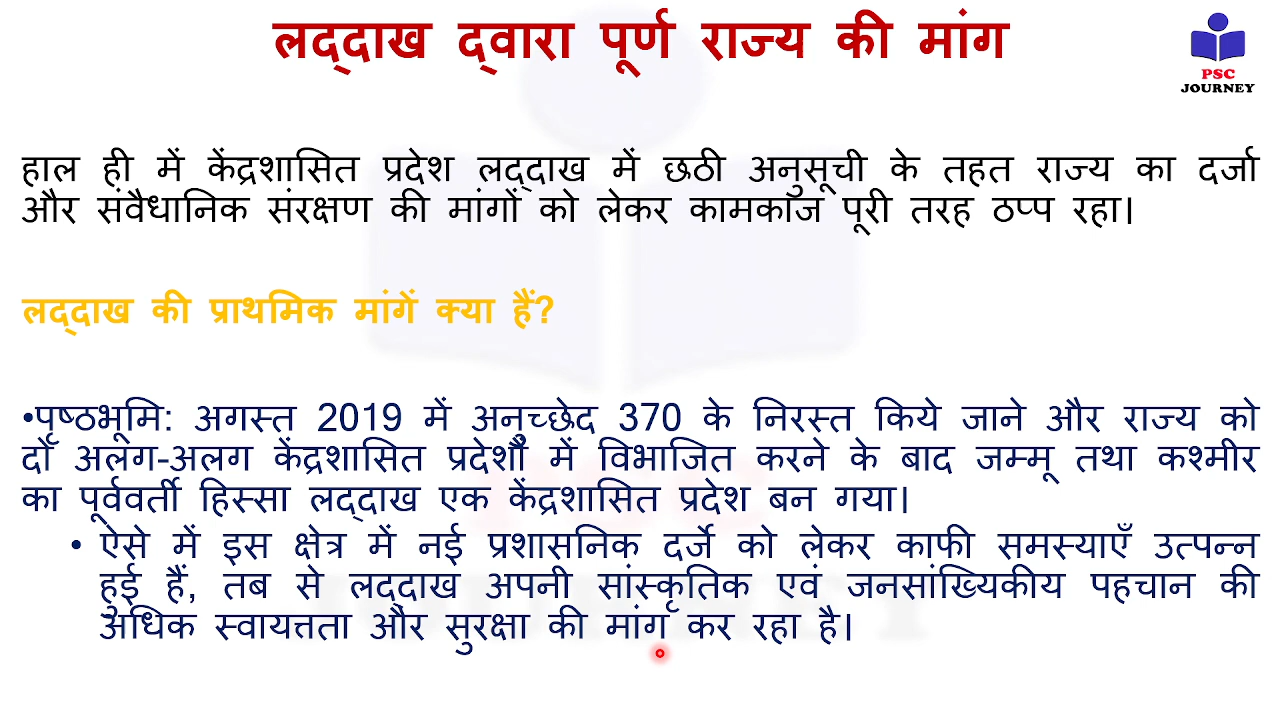 लद्दाख द्वारा पूर्ण राज्य की मांग
PSC
JOURNEY
हाल ही में केंद्रशासित प्रदेश लद्दाख में छठी अनुसूची के तहत राज्य का दर्जा
और संवैधानिक संरक्षण की मांगों को लेकर कामकाज पूरी तरह ठप्प रहा।
लद्दाख की प्राथमिक मांगें क्या हैं?
•पृष्ठभूमि: अगस्त 2019 में अनुच्छेद 370 के निरस्त किये जाने और राज्य को
दो अलग-अलग केंद्रशासित प्रदेशों में विभाजित करने के बाद जम्मू तथा कश्मीर
का पूर्ववर्ती हिस्सा लद्दाख एक केंद्रशासित प्रदेश बन गया।
• ऐसे में इस क्षेत्र में नई प्रशासनिक दर्जे को लेकर काफी समस्याएँ उत्पन्न
हुई हैं, तब से लद्दाख अपनी सांस्कृतिक एवं जनसांख्यिकीय पहचान की
अधिक स्वायत्तता और सुरक्षा की मांग कर रहा है।